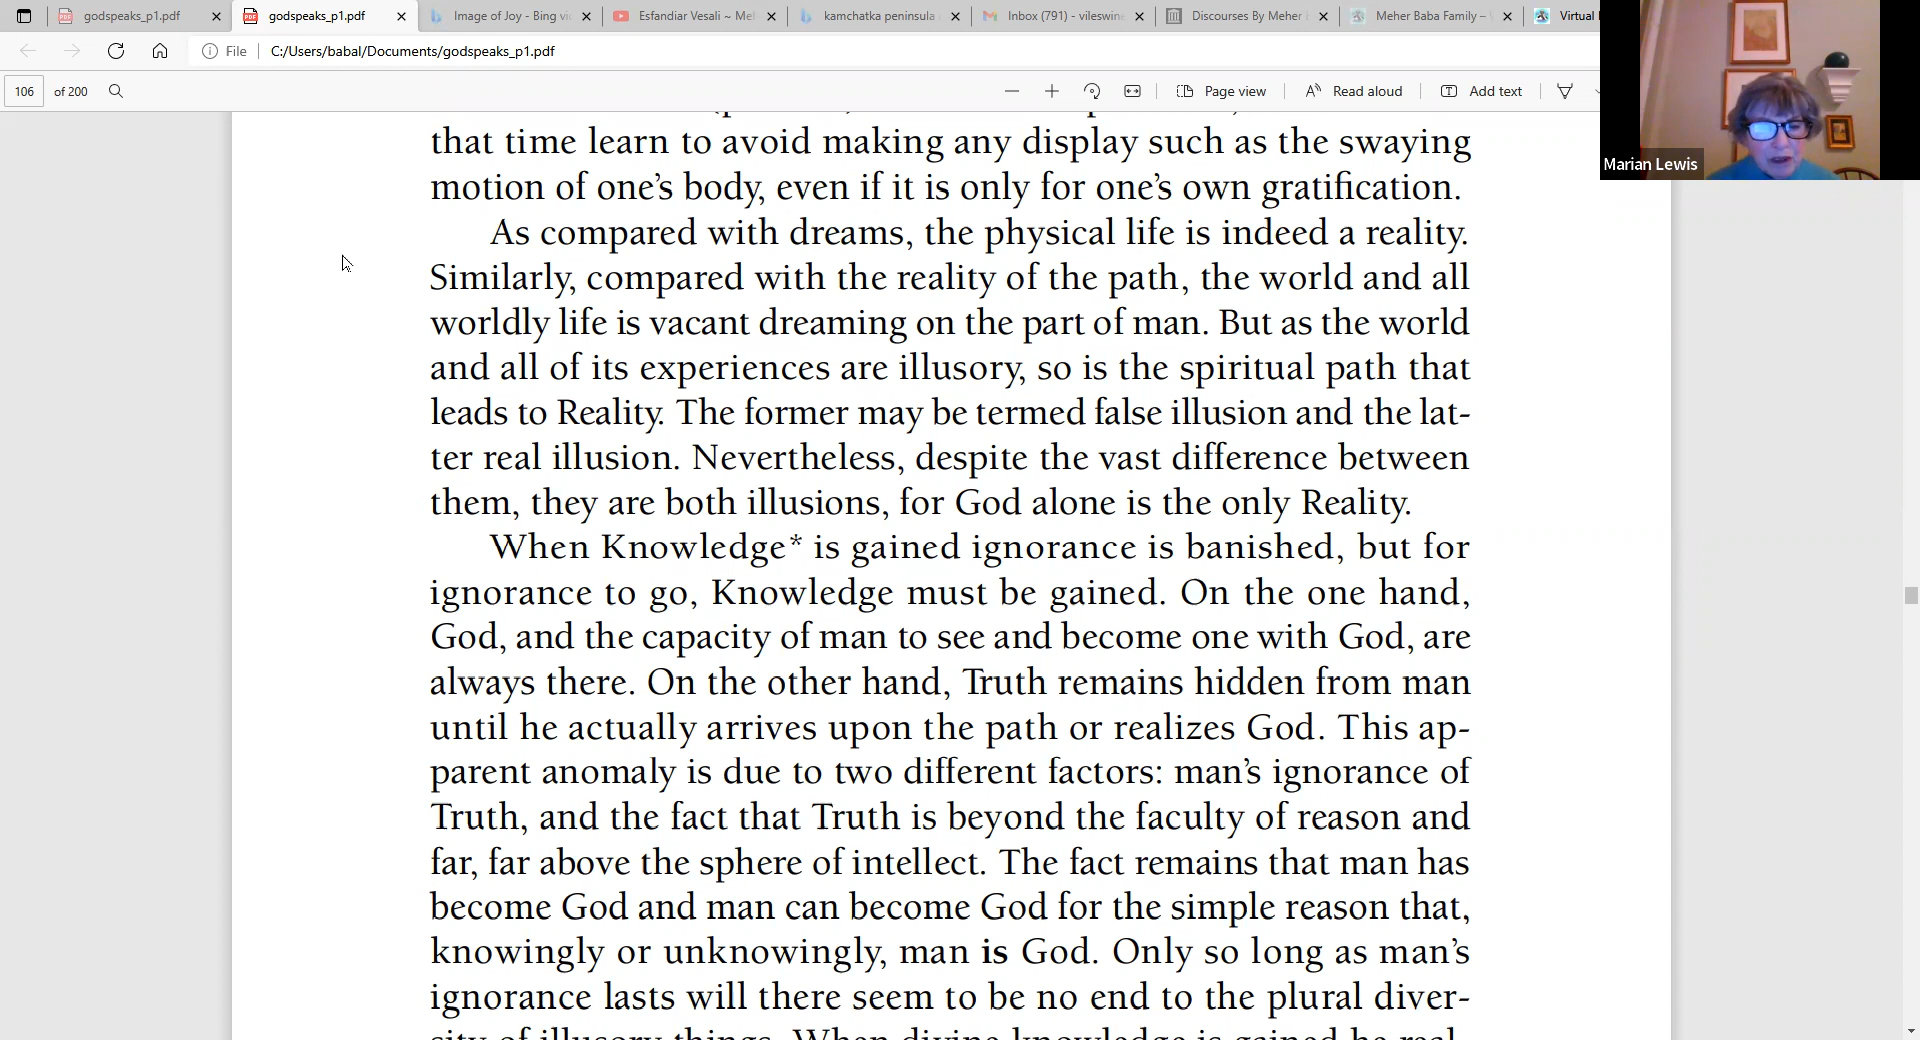 godspeaks_p1.pdf
godspeaks_p1.pdf
Image of Joy - Bing vi
Esfandiar Vesali ~ Me
kamchatka peninsula
Inbox (791) - vileswine
Discourses By Meher
Meher Baba Family –
Virtual
File
C:/Users/babal/Documents/godspeaks_p1.pdf
106 of 200
Page view
Read aloud
Add text
Marian Lewis
that time learn to avoid making any display such as the swaying
motion of one’s body, even if it is only for one’s own gratification.
As compared with dreams, the physical life is indeed a reality.
Similarly, compared with the reality of the path, the world and all
worldly life is vacant dreaming on the part of man. But as the world
and all of its experiences are illusory, so is the spiritual path that
leads to Reality. The former may be termed false illusion and the lat-
ter real illusion. Nevertheless, despite the vast difference between
them, they are both illusions, for God alone is the only Reality.
When Knowledge* is gained ignorance is banished, but for
ignorance to go, Knowledge must be gained. On the one hand,
God, and the capacity of man to see and become one with God, are
always there. On the other hand, Truth remains hidden from man
until he actually arrives upon the path or realizes God. This ap-
parent anomaly is due to two different factors: man’s ignorance of
Truth, and the fact that Truth is beyond the faculty of reason and
far, far above the sphere of intellect. The fact remains that man has
become God and man can become God for the simple reason that,
knowingly or unknowingly, man is God. Only so long as man’s
ignorance lasts will there seem to be no end to the plural diver-
sity of illusory things. When divine knowledge is gained he real-